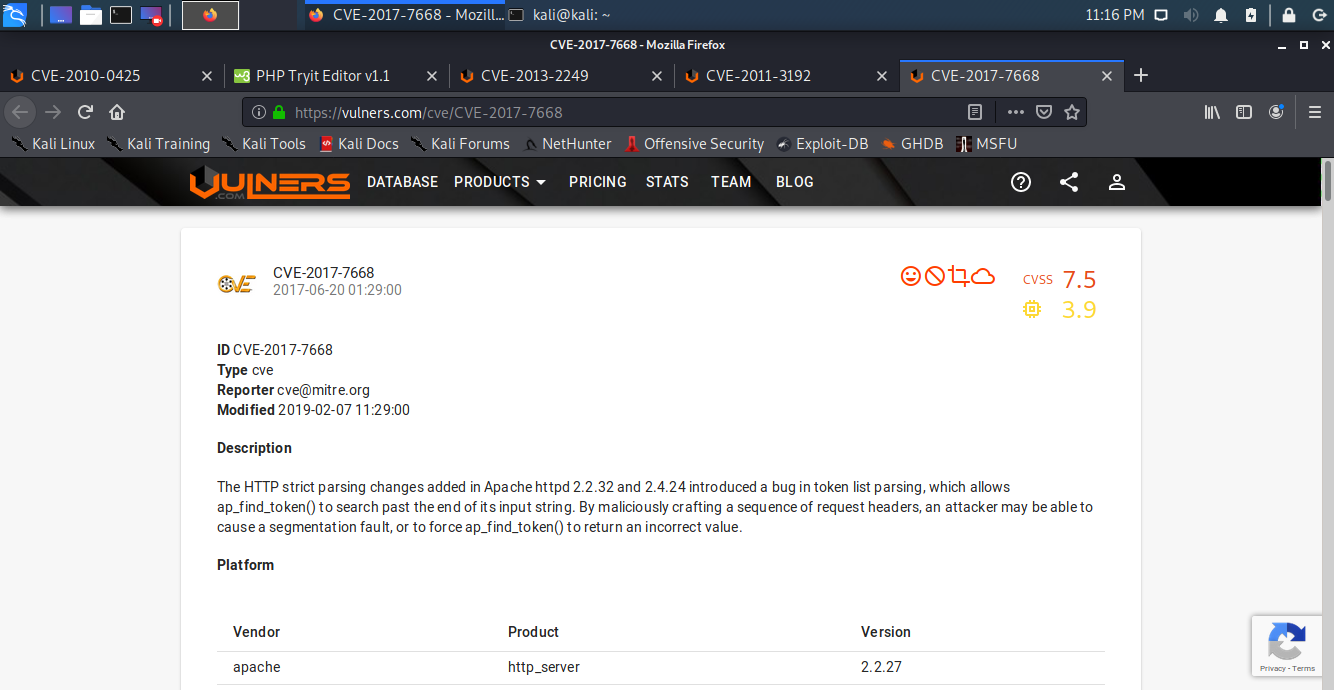 CVE-2017-7668 - Mozill...
kali@kali: ~
11:16 PM
CVE-2017-7668 - Mozilla Firefox
CVE-2010-0425
PHP Tryit Editor v1.1
CVE-2013-2249
CVE-2011-3192
CVE-2017-7668
https://vulners.com/cve/CVE-2017-7668
Kali Linux Kali Training Kali Tools Kali Docs Kali Forums NetHunter Offensive Security Exploit-DB GHDB MSFU
VULNERS
.COM
DATABASE PRODUCTS PRICING STATS TEAM BLOG
CVE
CVE-2017-7668
2017-06-20 01:29:00
CVSS 7.5
3.9
ID CVE-2017-7668
Type cve
Reporter cve@mitre.org
Modified 2019-02-07 11:29:00
Description
The HTTP strict parsing changes added in Apache httpd 2.2.32 and 2.4.24 introduced a bug in token list parsing, which allows
ap_find_token() to search past the end of its input string. By maliciously crafting a sequence of request headers, an attacker may be able to
cause a segmentation fault, or to force ap_find_token() to return an incorrect value.
Platform
Vendor Product Version
apache http_server 2.2.27
Privacy - Terms